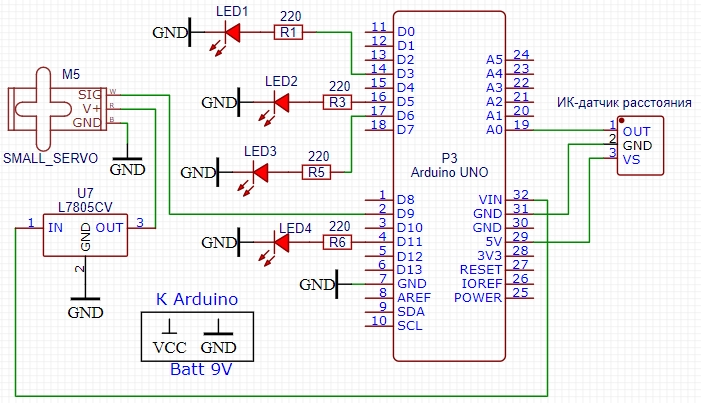 LED1
220
GND
R1
LED2
220
GND
R3
LED3
220
GND
R5
LED4
220
GND
R6
GND
M5
SIG W
V+ R
GND B
SMALL_SERVO
GND
U7
L7805CV
1 IN GND OUT 3
2
GND
К Arduino
VCC GND
Batt 9V
11 D0
12 D1
13 D2
14 D3
15 D4
16 D5
17 D6
18 D7
P3
Arduino UNO
1 D8
2 D9
3 D10
4 D11
5 D12
6 D13
7 GND
8 AREF
9 SDA
10 SCL
A5 24
A4 23
A3 22
A2 21
A1 20
A0 19
VIN 32
GND 31
GND 30
5V 29
3V3 28
RESET 27
IOREF 26
POWER 25
ИК-датчик расстояния
1 OUT
2 GND
3 VS